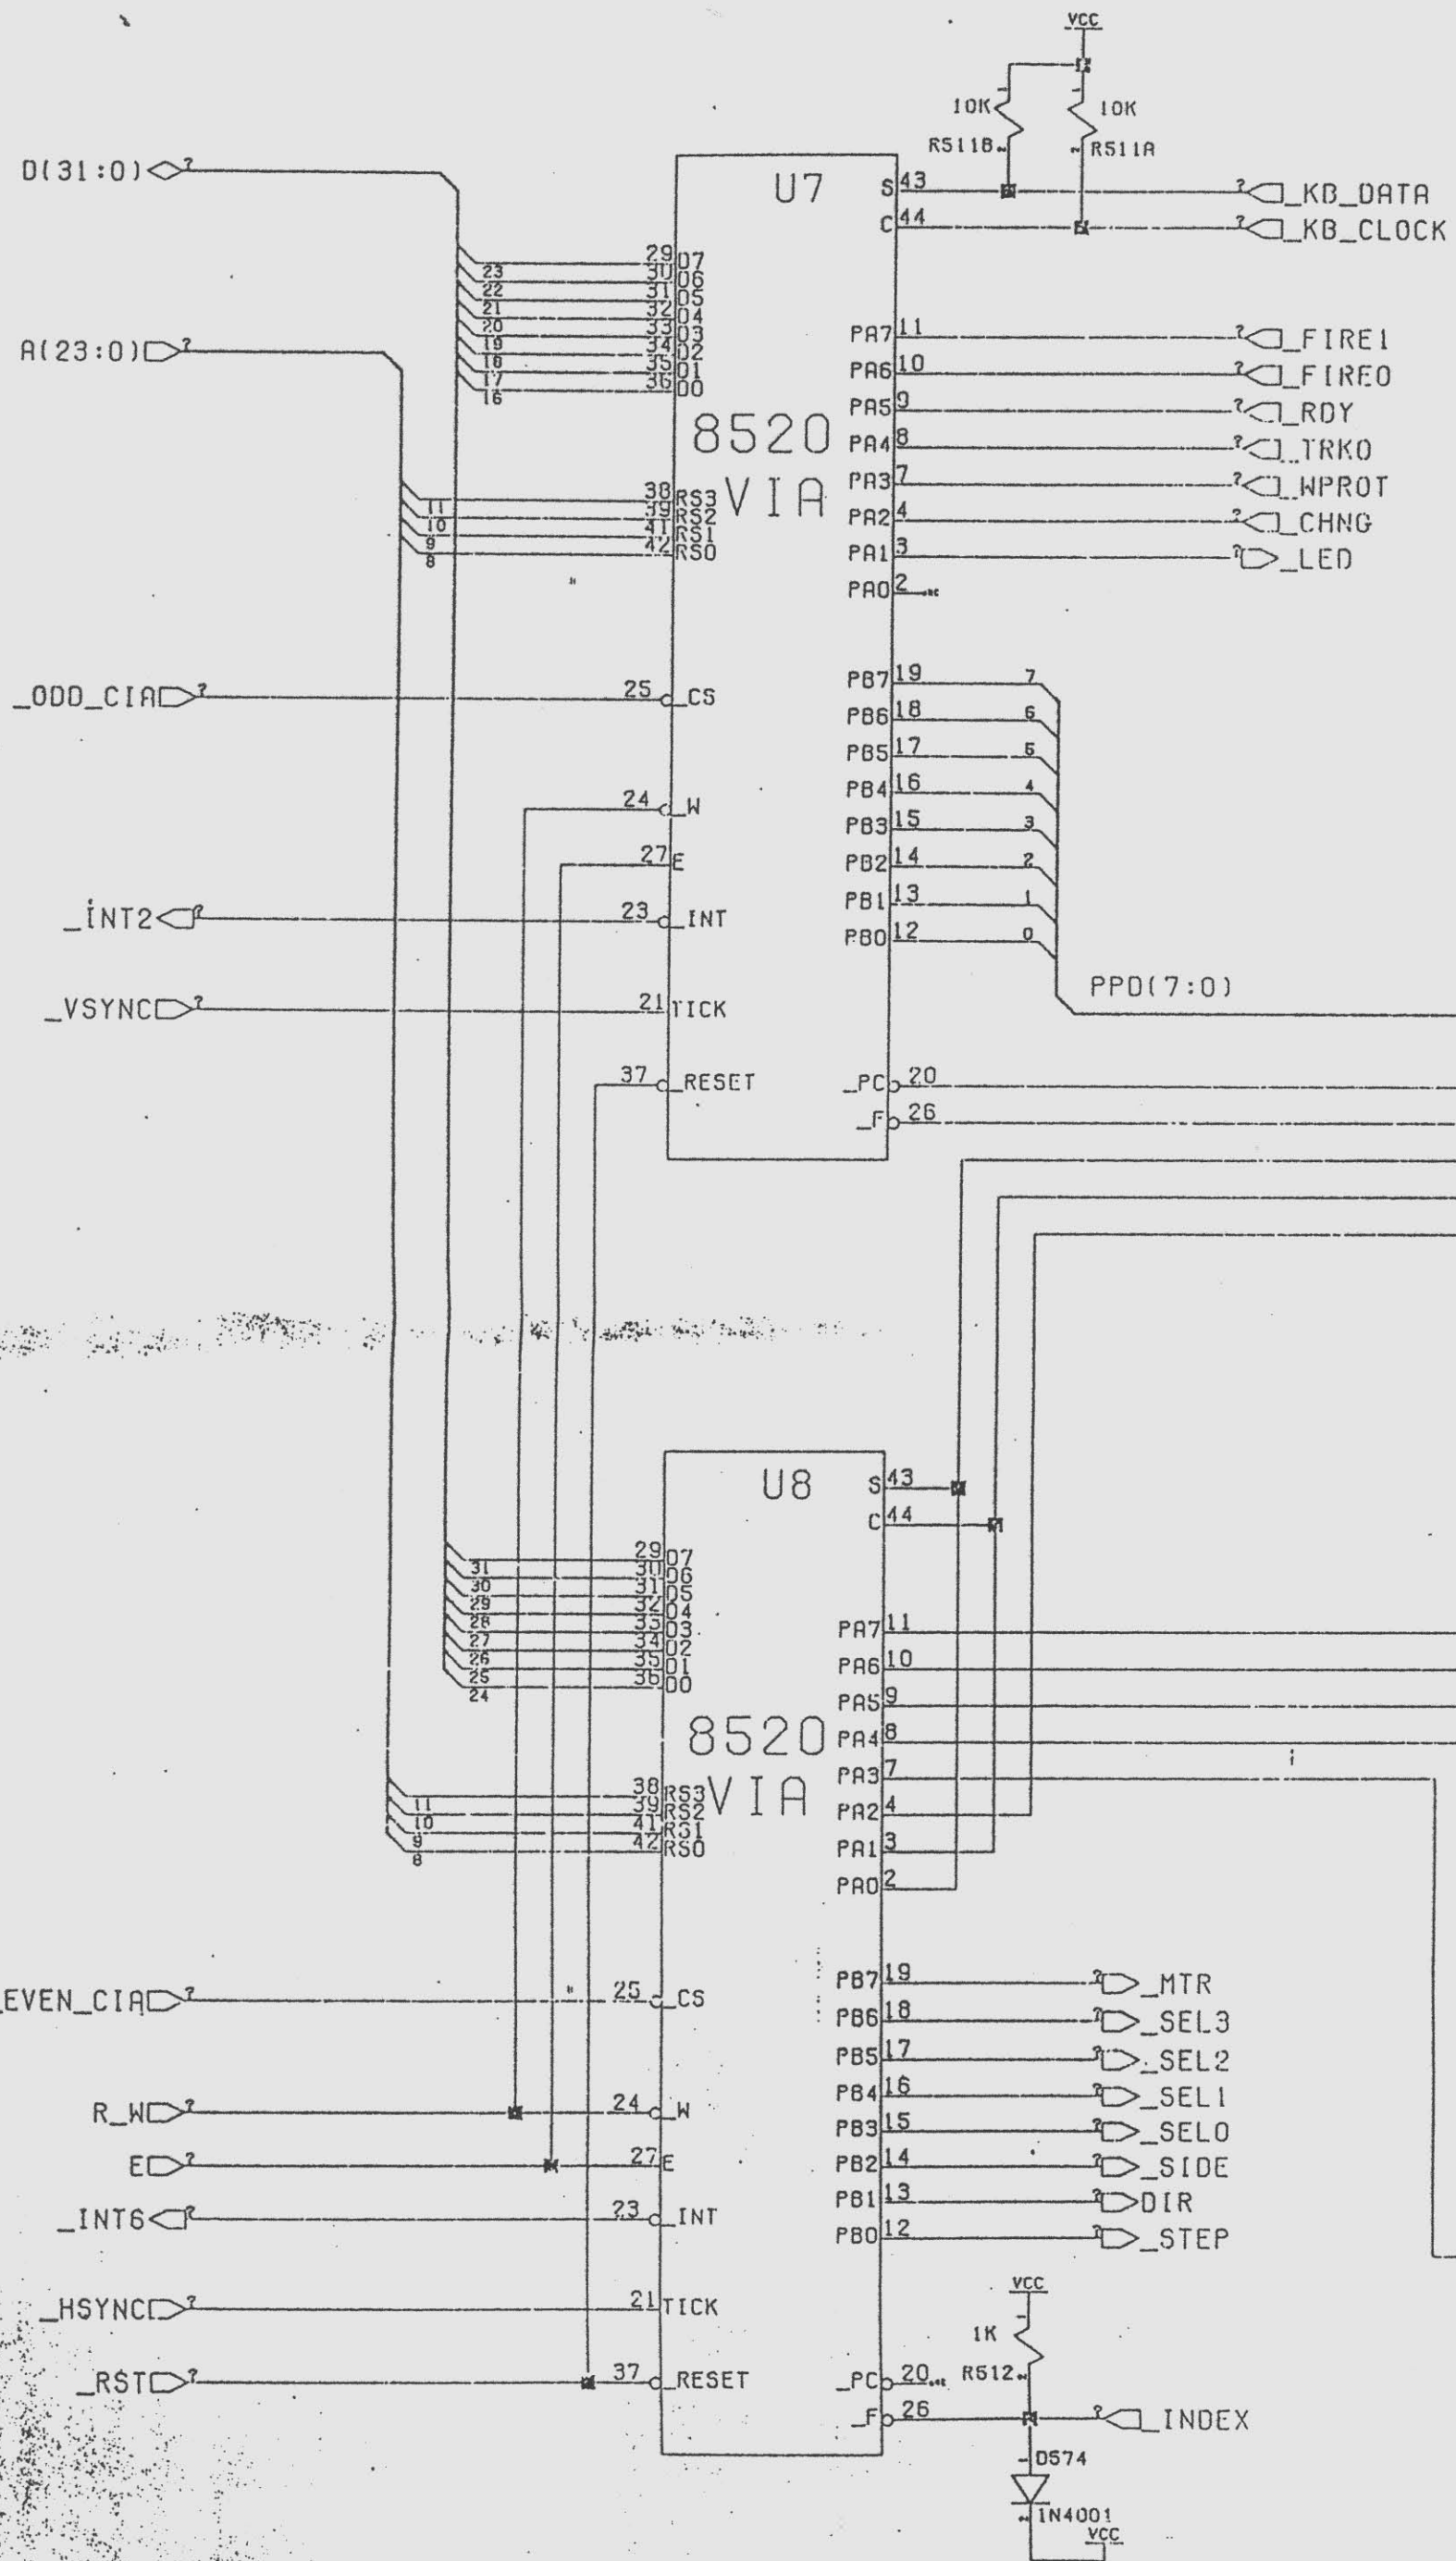 VCC
10K 10K
R511B R511A
D(31:0) ?
U7
S 43 ? _KB_DATA
C 44 ? _KB_CLOCK
29 D7
23 30 D6
22 31 D5
21 32 D4
20 33 D3
19 34 D2
18 35 D1
17 36 D0
16
A(23:0) ?
PA7 11 ? _FIRE1
PA6 10 ? _FIRE0
PA5 9 ? _RDY
8520
PA4 8 ? _TRK0
VIA
PA3 7 ? _WPROT
PA2 4 ? _CHNG
PA1 3 ? _LED
PA0 2
38 RS3
11 39 RS2
10 41 RS1
9 42 RS0
8
_ODD_CIA ? 25 _CS
PB7 19 7
PB6 18 6
PB5 17 5
PB4 16 4
PB3 15 3
PB2 14 2
PB1 13 1
PB0 12 0
24 _W
27 E
_INT2 ? 23 _INT
PPD(7:0)
_VSYNC ? 21 TICK
37 _RESET
_PC 20
_F 26
U8
S 43
C 44
29 D7
31 30 D6
30 31 D5
29 32 D4
28 33 D3
27 34 D2
26 35 D1
25 36 D0
24
PA7 11
PA6 10
PA5 9
8520
PA4 8
VIA
PA3 7
PA2 4
PA1 3
PA0 2
38 RS3
11 39 RS2
10 41 RS1
9 42 RS0
8
EVEN_CIA ? 25 _CS
PB7 19 ? _MTR
PB6 18 ? _SEL3
PB5 17 ? _SEL2
PB4 16 ? _SEL1
PB3 15 ? _SEL0
PB2 14 ? _SIDE
PB1 13 ? DIR
PB0 12 ? _STEP
R_W ? 24 _W
E ? 27 E
_INT6 ? 23 _INT
_HSYNC ? 21 TICK
_RST ? 37 _RESET
VCC
1K
R512
_PC 20
_F 26 ? _INDEX
D574
1N4001
VCC